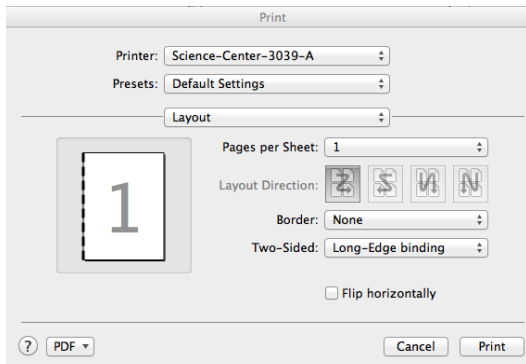 Print
Printer: Science-Center-3039-A
Presets: Default Settings
Layout
Pages per Sheet: 1
Layout Direction:
Border: None
Two-Sided: Long-Edge binding
1
Flip horizontally
? PDF Cancel Print